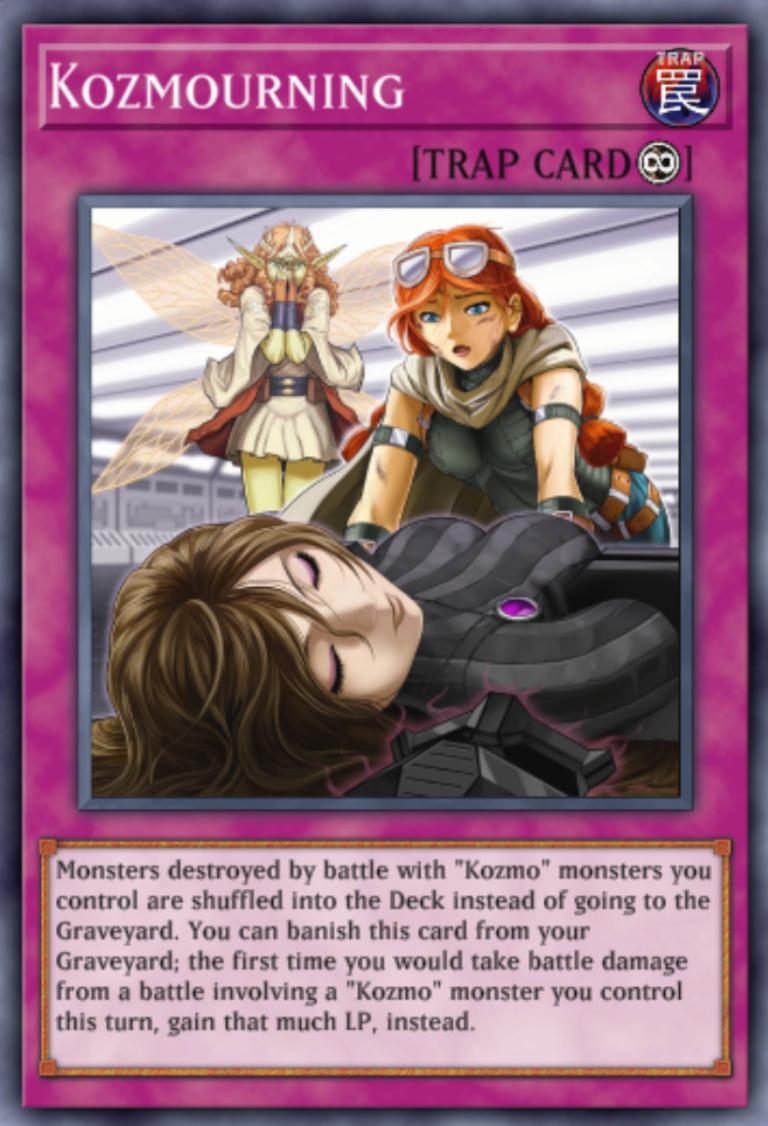 Kozmourning
TRAP
罠
[TRAP CARD]
Monsters destroyed by battle with "Kozmo" monsters you
control are shuffled into the Deck instead of going to the
Graveyard. You can banish this card from your
Graveyard; the first time you would take battle damage
from a battle involving a "Kozmo" monster you control
this turn, gain that much LP, instead.